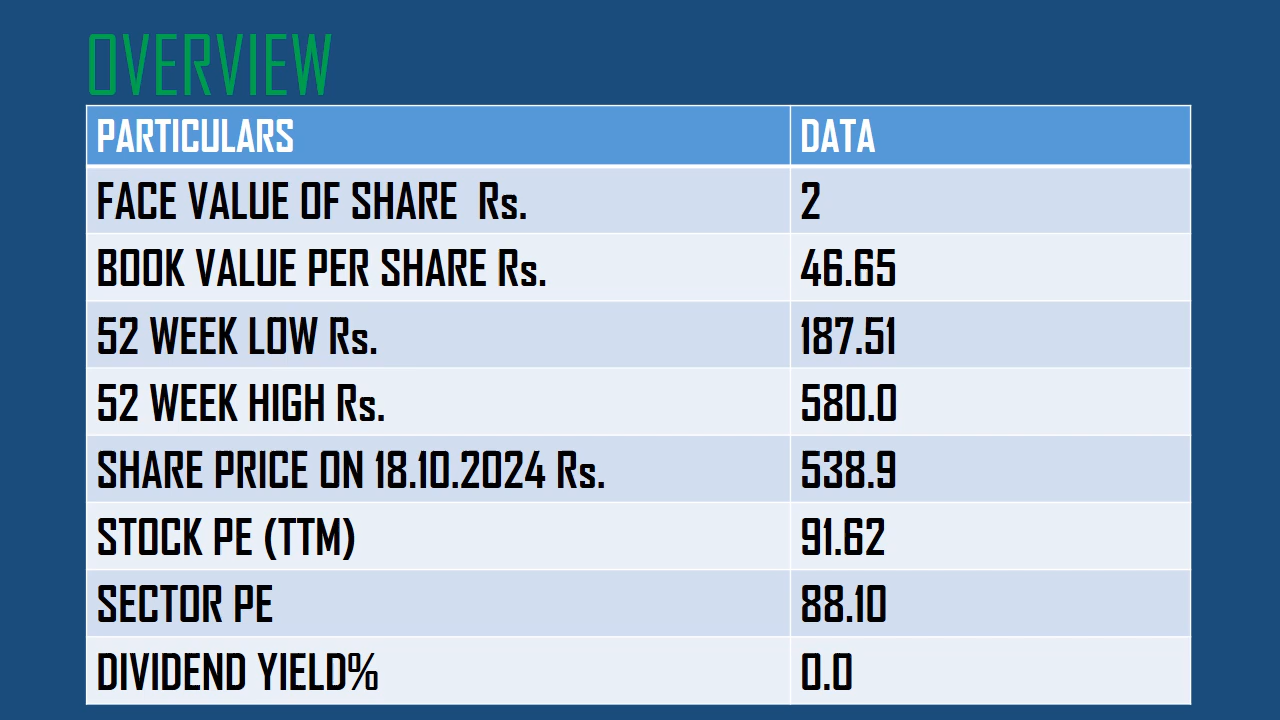 OVERVIEW
PARTICULARS DATA
FACE VALUE OF SHARE Rs. 2
BOOK VALUE PER SHARE Rs. 46.65
52 WEEK LOW Rs. 187.51
52 WEEK HIGH Rs. 580.0
SHARE PRICE ON 18.10.2024 Rs. 538.9
STOCK PE (TTM) 91.62
SECTOR PE 88.10
DIVIDEND YIELD% 0.0